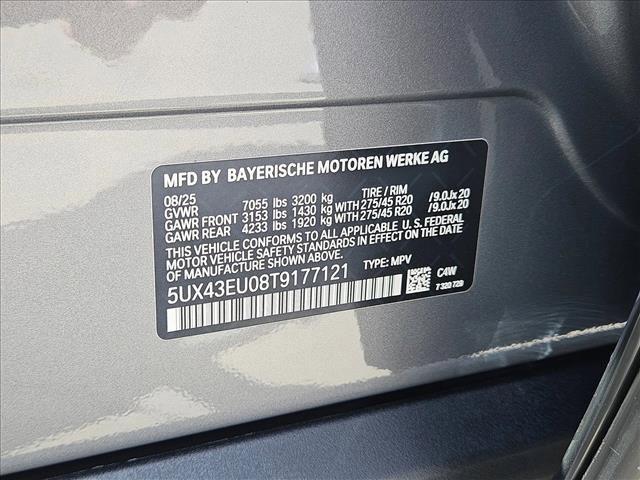 MFD BY BAYERISCHE MOTOREN WERKE AG
08/25 TIRE / RIM
GVWR 7055 lbs 3200 kg
GAWR FRONT 3153 lbs 1430 kg WITH 275/45 R20 /9.0Jx20
GAWR REAR 4233 lbs 1920 kg WITH 275/45 R20 /9.0Jx20
THIS VEHICLE CONFORMS TO ALL APPLICABLE U.S. FEDERAL
MOTOR VEHICLE SAFETY STANDARDS IN EFFECT ON THE
DATE OF MANUFACTURE SHOWN ABOVE.
5UX43EU08T9177121 TYPE: MPV
C4W
7 320 728